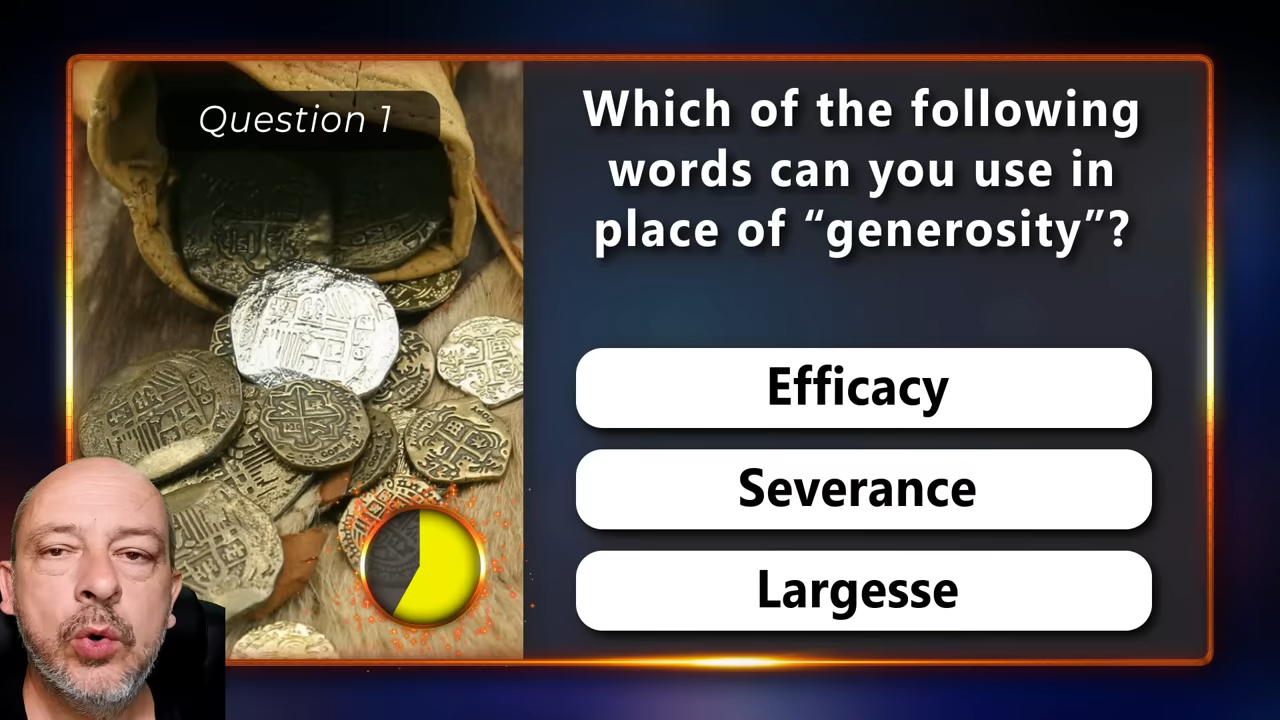 Question 1
Which of the following
words can you use in
place of “generosity”?
Efficacy
Severance
Largesse